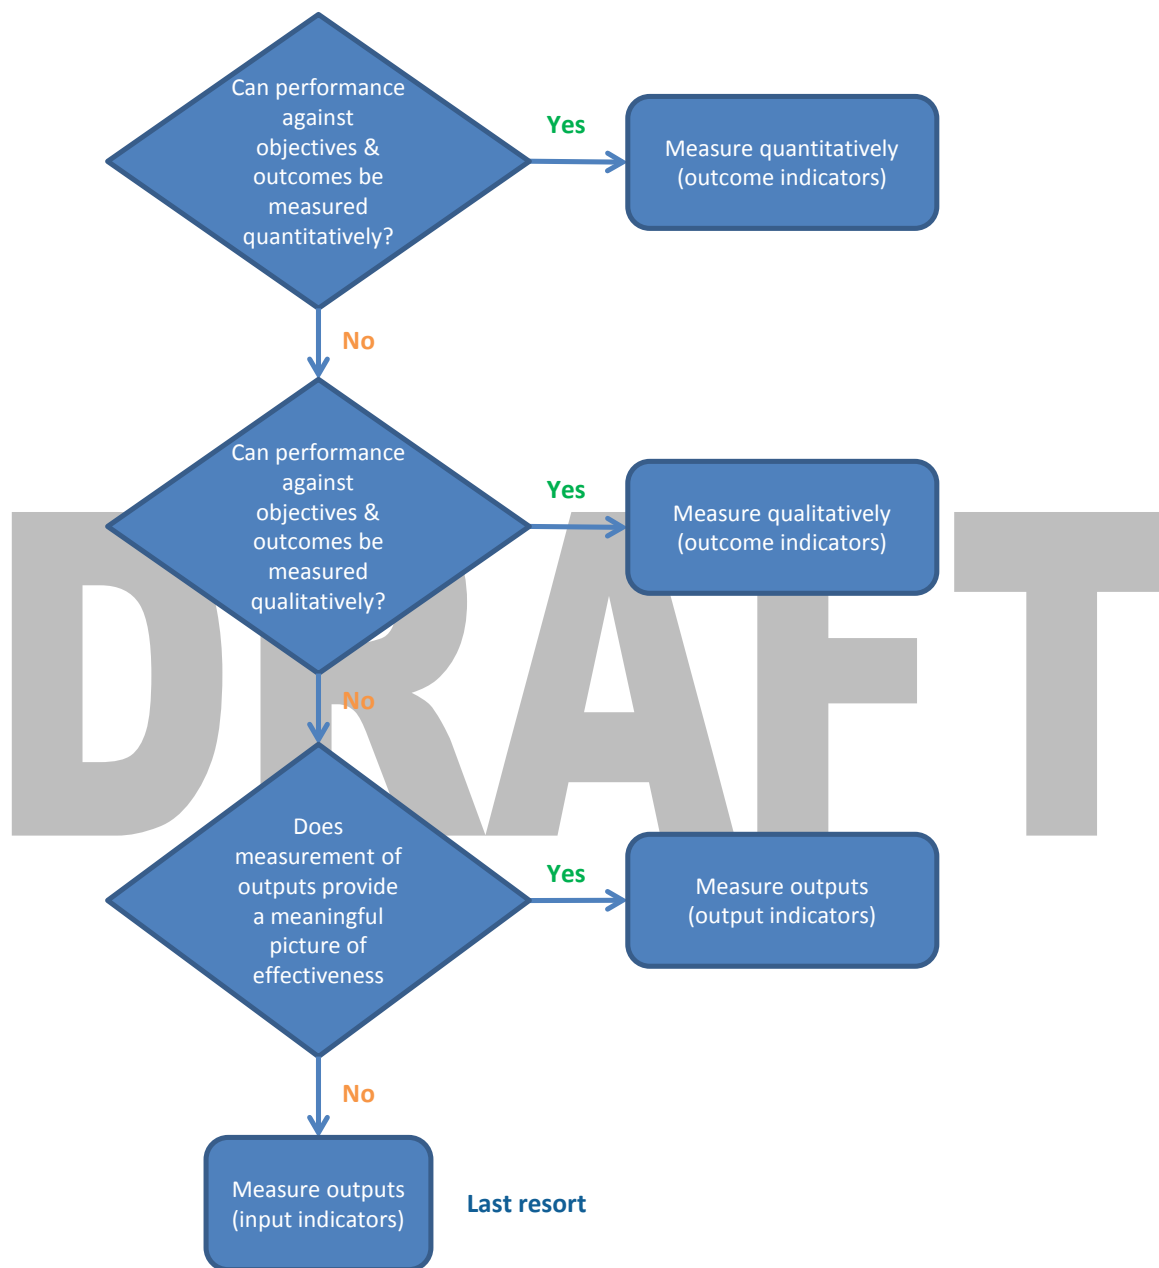 Can performance
against
objectives &
outcomes be
measured
quantitatively?
Yes
Measure quantitatively
(outcome indicators)
No
Can performance
against
objectives &
outcomes be
measured
qualitatively?
Yes
Measure qualitatively
(outcome indicators)
DRAFT
No
Does
measurement of
outputs provide
a meaningful
picture of
effectiveness
Yes
Measure outputs
(output indicators)
No
Measure outputs
(input indicators)
Last resort